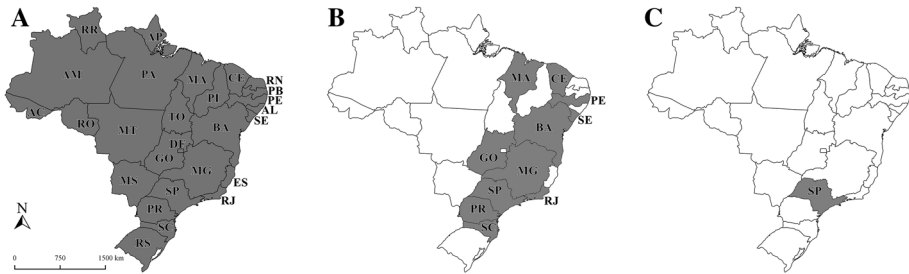 A
RR
AP
AM
PA
MA
CE
RN
PB
PE
AL
SE
PI
AC
RO
TO
BA
MT
DF
GO
MG
MS
ES
SP
RJ
PR
SC
RS
N
0 750 1500 km
B
MA
CE
PE
SE
BA
GO
MG
SP
RJ
PR
SC
C
SP